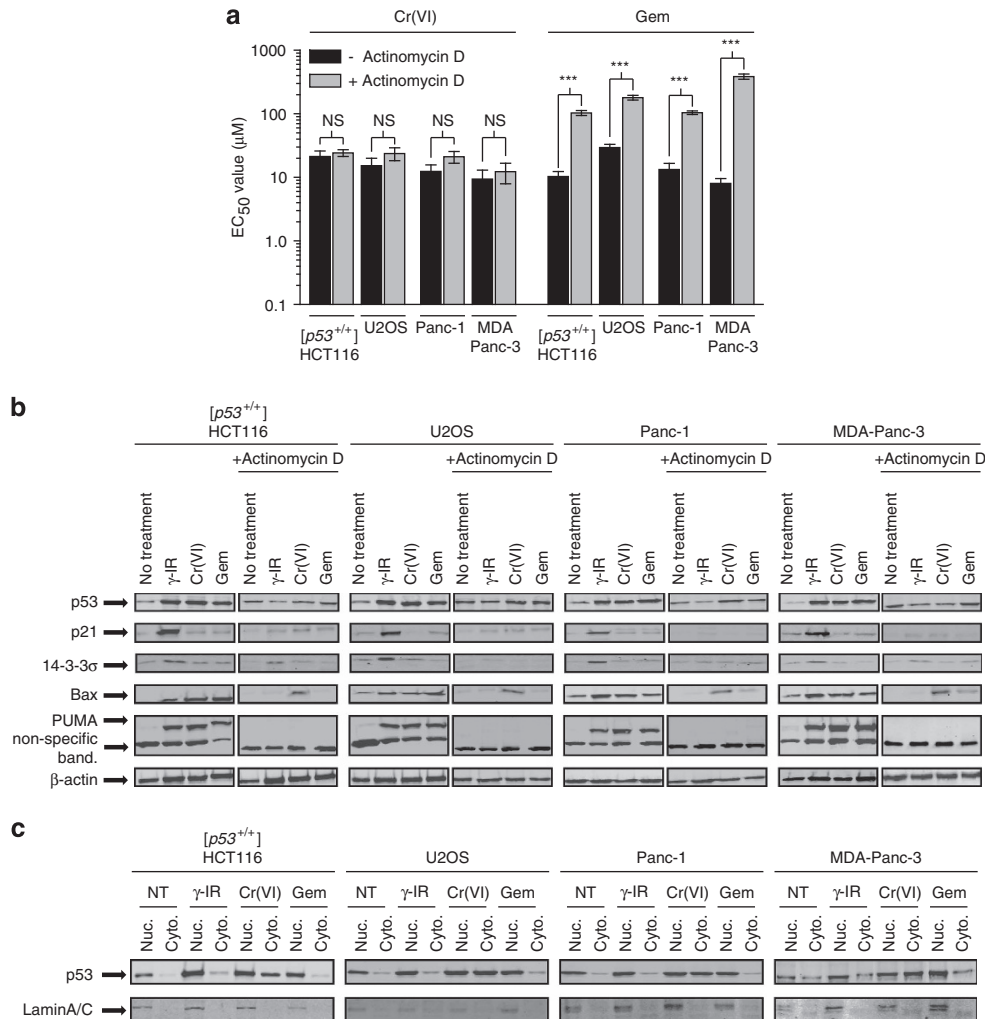 a
Cr(VI)
Gem
EC50 value (μM)
1000
100
10
1.0
0.1
- Actinomycin D
+ Actinomycin D
NS
NS
NS
NS
***
***
***
***
[p53+/+]
HCT116
U2OS
Panc-1
MDA
Panc-3
[p53+/+]
HCT116
U2OS
Panc-1
MDA
Panc-3
b
[p53+/+]
HCT116
U2OS
Panc-1
MDA-Panc-3
+Actinomycin D
+Actinomycin D
+Actinomycin D
+Actinomycin D
No treatment
γ-IR
Cr(VI)
Gem
No treatment
γ-IR
Cr(VI)
Gem
No treatment
γ-IR
Cr(VI)
Gem
No treatment
γ-IR
Cr(VI)
Gem
No treatment
γ-IR
Cr(VI)
Gem
No treatment
γ-IR
Cr(VI)
Gem
No treatment
γ-IR
Cr(VI)
Gem
No treatment
γ-IR
Cr(VI)
Gem
p53
p21
14-3-3σ
Bax
PUMA
non-specific
band.
β-actin
c
[p53+/+]
HCT116
U2OS
Panc-1
MDA-Panc-3
NT γ-IR Cr(VI) Gem
NT γ-IR Cr(VI) Gem
NT γ-IR Cr(VI) Gem
NT γ-IR Cr(VI) Gem
Nuc. Cyto. Nuc. Cyto. Nuc. Cyto. Nuc. Cyto.
Nuc. Cyto. Nuc. Cyto. Nuc. Cyto. Nuc. Cyto.
Nuc. Cyto. Nuc. Cyto. Nuc. Cyto. Nuc. Cyto.
Nuc. Cyto. Nuc. Cyto. Nuc. Cyto. Nuc. Cyto.
p53
LaminA/C